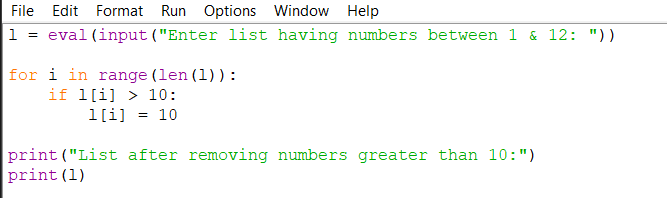 File Edit Format Run Options Window Help
l = eval(input("Enter list having numbers between 1 & 12: "))
for i in range(len(l)):
    if l[i] > 10:
        l[i] = 10
print("List after removing numbers greater than 10:")
print(l)